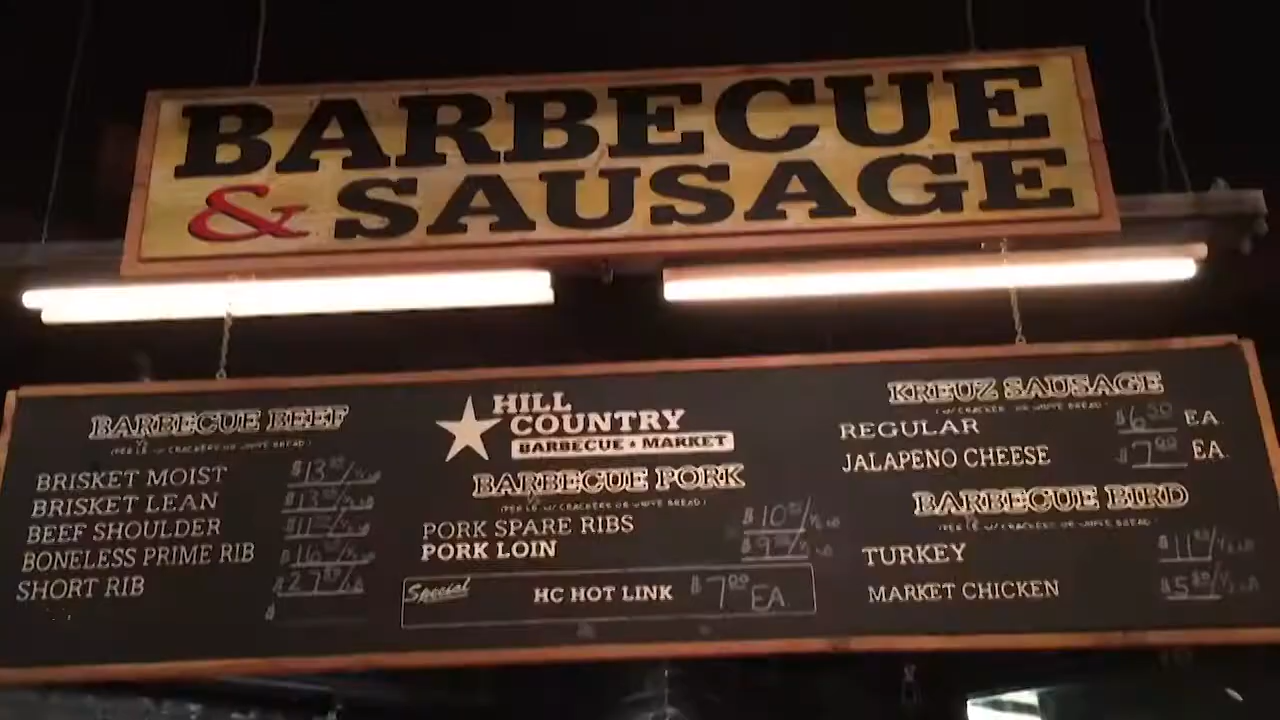 BARBECUE
& SAUSAGE
BARBECUE BEEF
BRISKET MOIST
BRISKET LEAN
BEEF SHOULDER
BONELESS PRIME RIB
SHORT RIB
HILL
COUNTRY
BARBECUE ★ MARKET
BARBECUE PORK
PORK SPARE RIBS
PORK LOIN
Special HC HOT LINK $7.00 EA.
KREUZ SAUSAGE
REGULAR $6.50 EA.
JALAPENO CHEESE $7.00 EA.
BARBECUE BIRD
TURKEY
MARKET CHICKEN